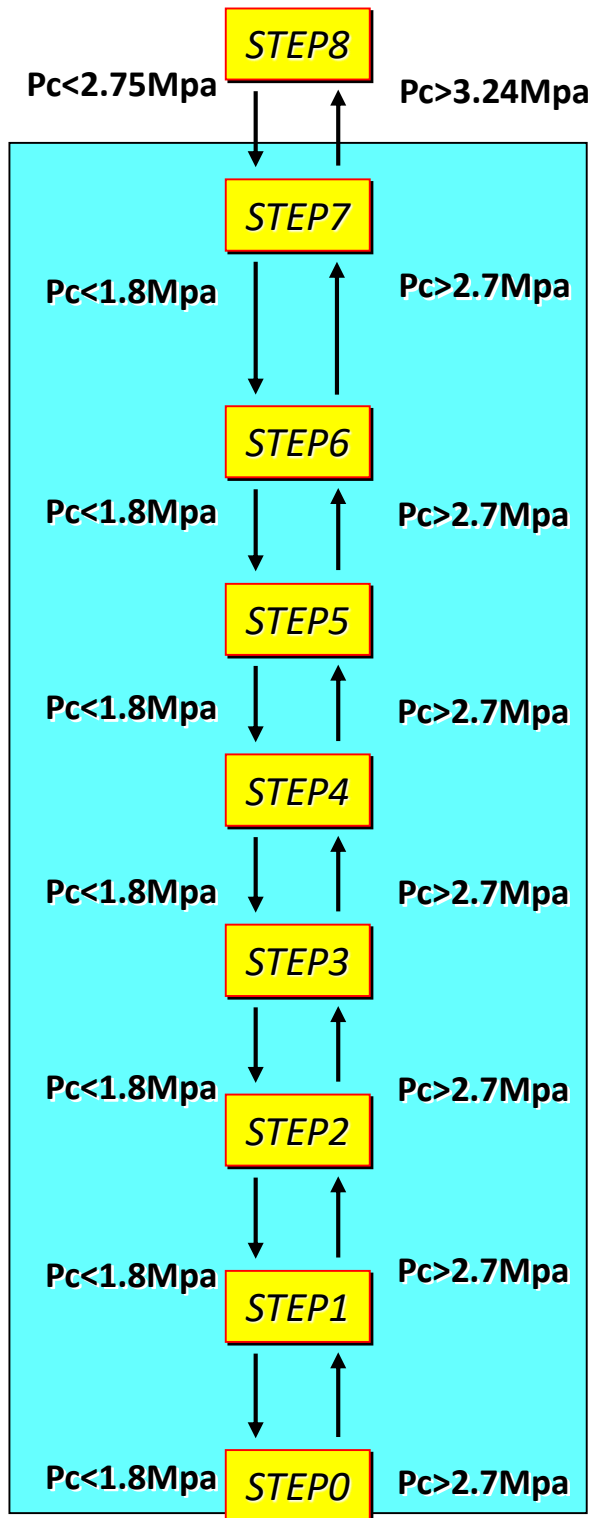 STEP8
Pc<2.75Mpa
Pc>3.24Mpa
STEP7
Pc<1.8Mpa
Pc>2.7Mpa
STEP6
Pc<1.8Mpa
Pc>2.7Mpa
STEP5
Pc<1.8Mpa
Pc>2.7Mpa
STEP4
Pc<1.8Mpa
Pc>2.7Mpa
STEP3
Pc<1.8Mpa
Pc>2.7Mpa
STEP2
Pc<1.8Mpa
Pc>2.7Mpa
STEP1
Pc<1.8Mpa
STEP0
Pc>2.7Mpa